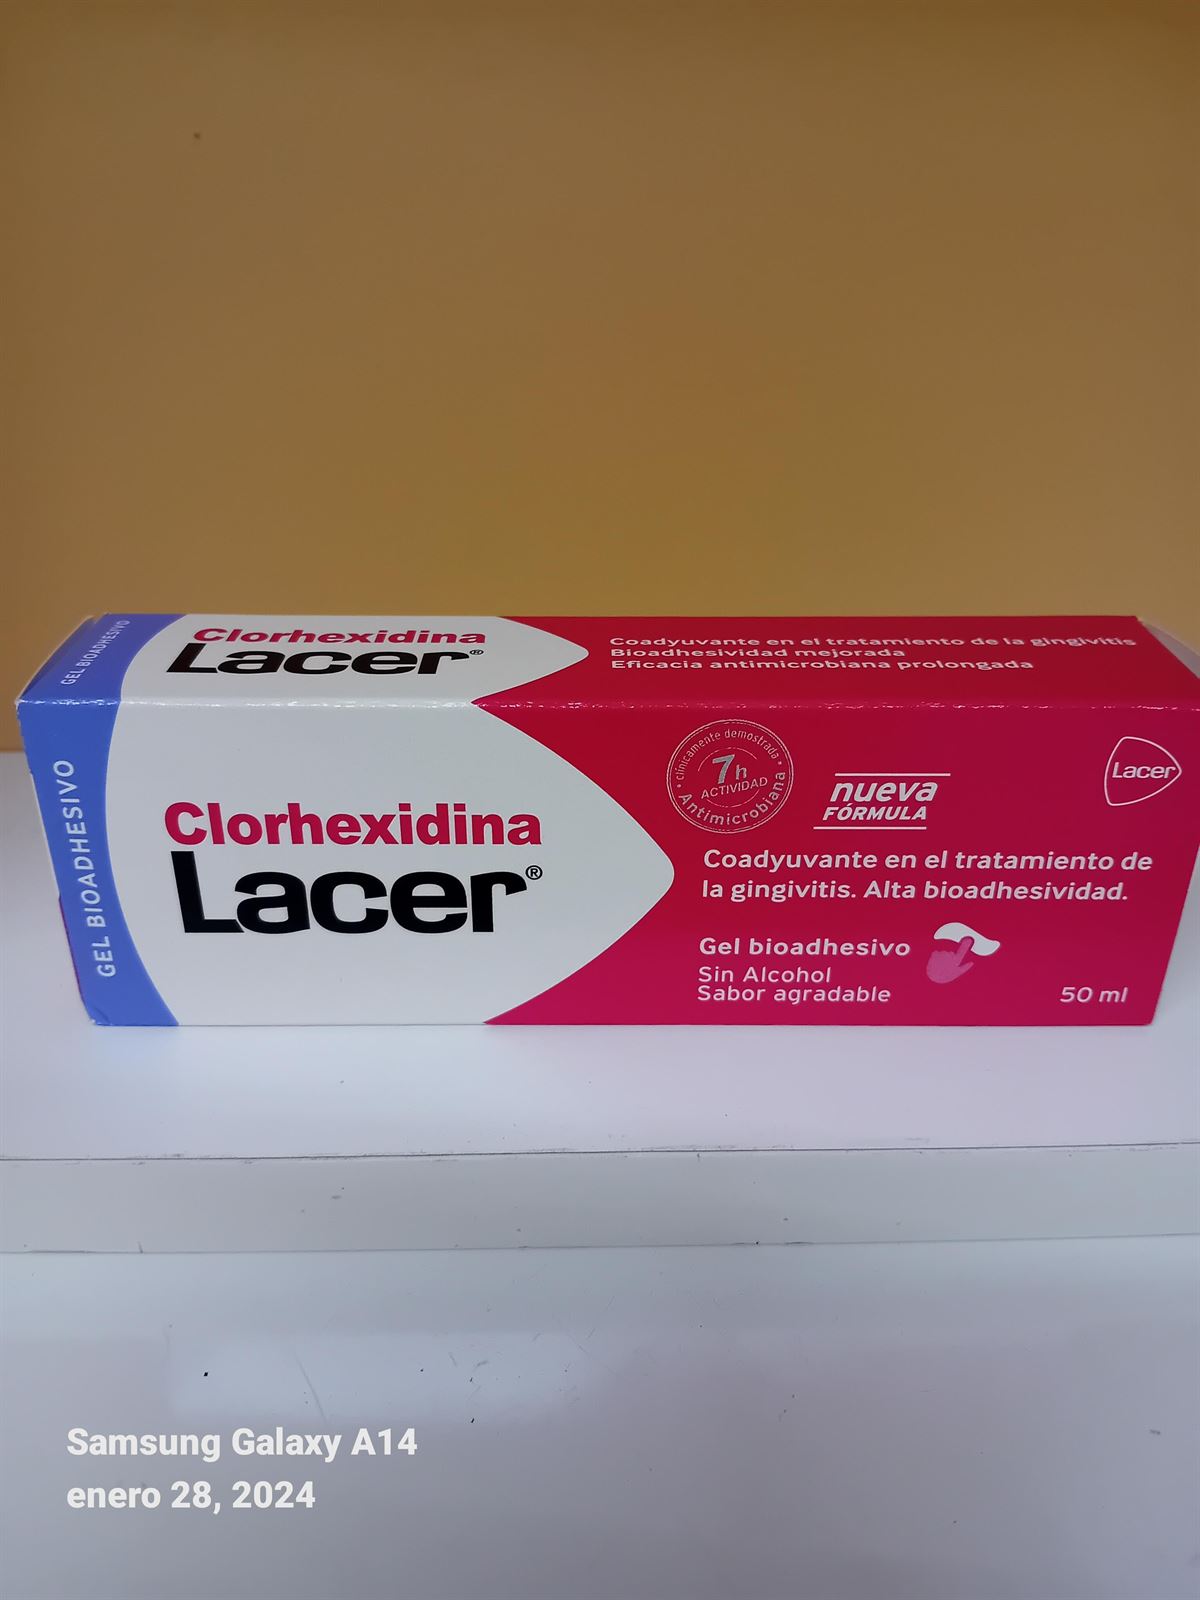 GEL BIOADHESIVO
Clorhexidina
Lacer®
Coadyuvante en el tratamiento de la gingivitis
Bioadhesividad mejorada
Eficacia antimicrobiana prolongada
GEL BIOADHESIVO
Clorhexidina
Lacer®
clínicamente demostrada
7h
ACTIVIDAD
Antimicrobiana
nueva
FÓRMULA
Lacer
Coadyuvante en el tratamiento de
la gingivitis. Alta bioadhesividad.
Gel bioadhesivo
Sin Alcohol
Sabor agradable
50 ml
Samsung Galaxy A14
enero 28, 2024